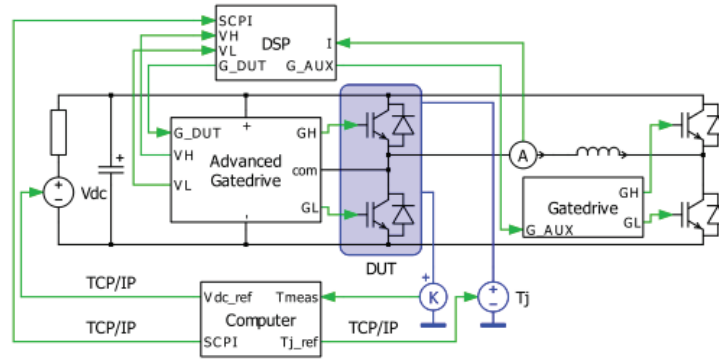 SCPI
VH
VL
G_DUT
DSP
I
G_AUX
G_DUT
VH
VL
+
Advanced
Gatedrive
-
GH
com
GL
DUT
A
Gatedrive
GH
GL
G_AUX
+
Vdc
+
-
TCP/IP
TCP/IP
Vdc_ref
Tmeas
Computer
SCPI
Tj_ref
TCP/IP
+
K
+
-
Tj